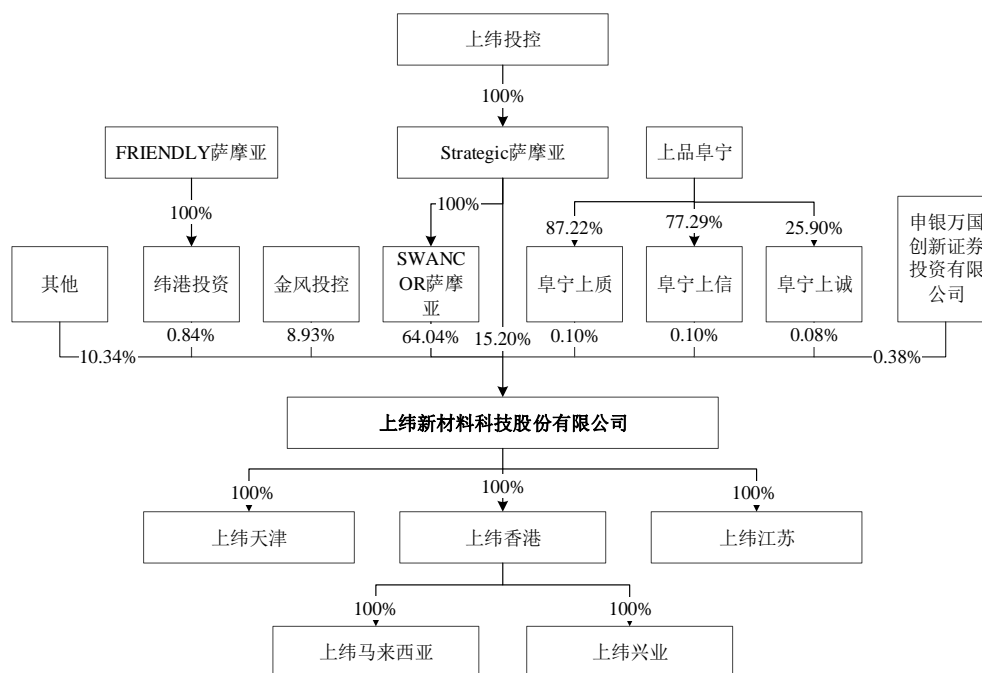 上纬投控
100%
FRIENDLY萨摩亚
Strategic萨摩亚
上品阜宁
100%
100%
87.22%
77.29%
25.90%
其他
纬港投资
金风投控
SWANC
OR萨摩
亚
阜宁上质
阜宁上信
阜宁上诚
申银万国
创新证券
投资有限
公司
10.34%
0.84%
8.93%
64.04%
15.20%
0.10%
0.10%
0.08%
0.38%
上纬新材料科技股份有限公司
100%
100%
100%
上纬天津
上纬香港
上纬江苏
100%
100%
上纬马来西亚
上纬兴业